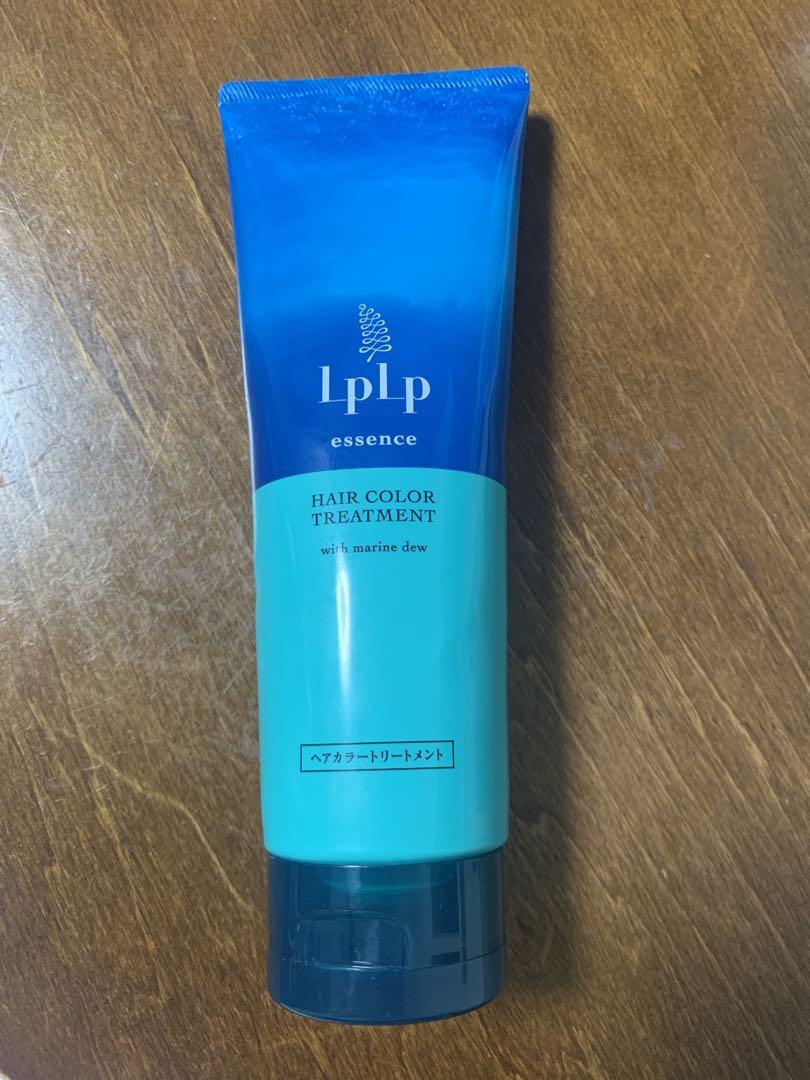 LpLp
essence
HAIR COLOR
TREATMENT
with marine dew
ヘアカラートリートメント